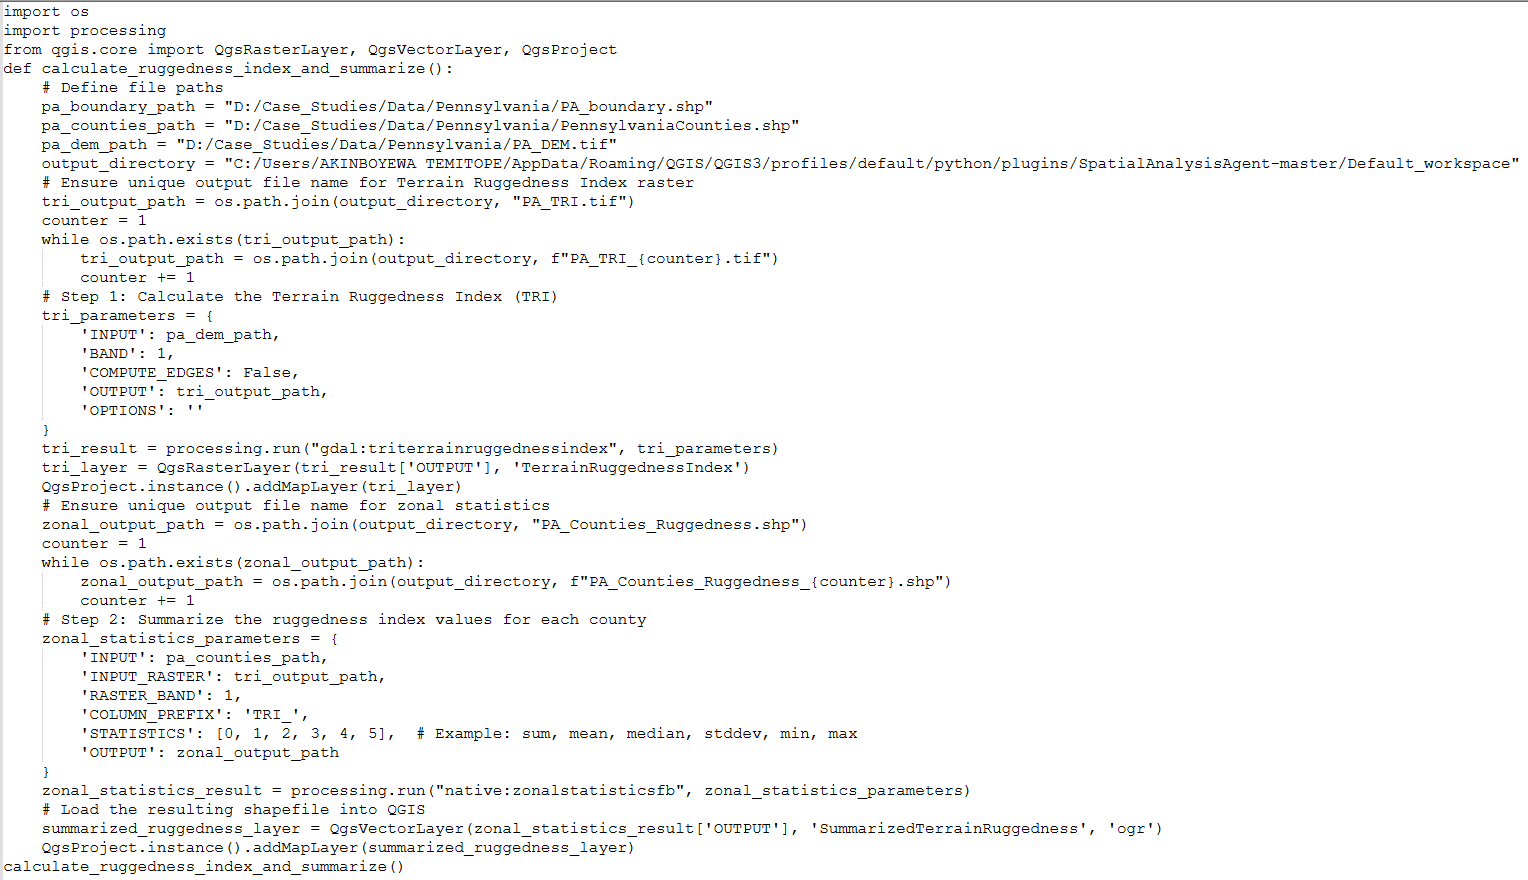 import os
import processing
from qgis.core import QgsRasterLayer, QgsVectorLayer, QgsProject
def calculate_ruggedness_index_and_summarize():
    # Define file paths
    pa_boundary_path = "D:/Case_Studies/Data/Pennsylvania/PA_boundary.shp"
    pa_counties_path = "D:/Case_Studies/Data/Pennsylvania/PennsylvaniaCounties.shp"
    pa_dem_path = "D:/Case_Studies/Data/Pennsylvania/PA_DEM.tif"
    output_directory = "C:/Users/AKINBOYEWA TEMITOPE/AppData/Roaming/QGIS/QGIS3/profiles/default/python/plugins/SpatialAnalysisAgent-master/Default_workspace"
    # Ensure unique output file name for Terrain Ruggedness Index raster
    tri_output_path = os.path.join(output_directory, "PA_TRI.tif")
    counter = 1
    while os.path.exists(tri_output_path):
        tri_output_path = os.path.join(output_directory, f"PA_TRI_{counter}.tif")
        counter += 1
    # Step 1: Calculate the Terrain Ruggedness Index (TRI)
    tri_parameters = {
        'INPUT': pa_dem_path,
        'BAND': 1,
        'COMPUTE_EDGES': False,
        'OUTPUT': tri_output_path,
        'OPTIONS': ''
    }
    tri_result = processing.run("gdal:triterrainruggednessindex", tri_parameters)
    tri_layer = QgsRasterLayer(tri_result['OUTPUT'], 'TerrainRuggednessIndex')
    QgsProject.instance().addMapLayer(tri_layer)
    # Ensure unique output file name for zonal statistics
    zonal_output_path = os.path.join(output_directory, "PA_Counties_Ruggedness.shp")
    counter = 1
    while os.path.exists(zonal_output_path):
        zonal_output_path = os.path.join(output_directory, f"PA_Counties_Ruggedness_{counter}.shp")
        counter += 1
    # Step 2: Summarize the ruggedness index values for each county
    zonal_statistics_parameters = {
        'INPUT': pa_counties_path,
        'INPUT_RASTER': tri_output_path,
        'RASTER_BAND': 1,
        'COLUMN_PREFIX': 'TRI_',
        'STATISTICS': [0, 1, 2, 3, 4, 5],  # Example: sum, mean, median, stddev, min, max
        'OUTPUT': zonal_output_path
    }
    zonal_statistics_result = processing.run("native:zonalstatisticsfb", zonal_statistics_parameters)
    # Load the resulting shapefile into QGIS
    summarized_ruggedness_layer = QgsVectorLayer(zonal_statistics_result['OUTPUT'], 'SummarizedTerrainRuggedness', 'ogr')
    QgsProject.instance().addMapLayer(summarized_ruggedness_layer)
calculate_ruggedness_index_and_summarize()